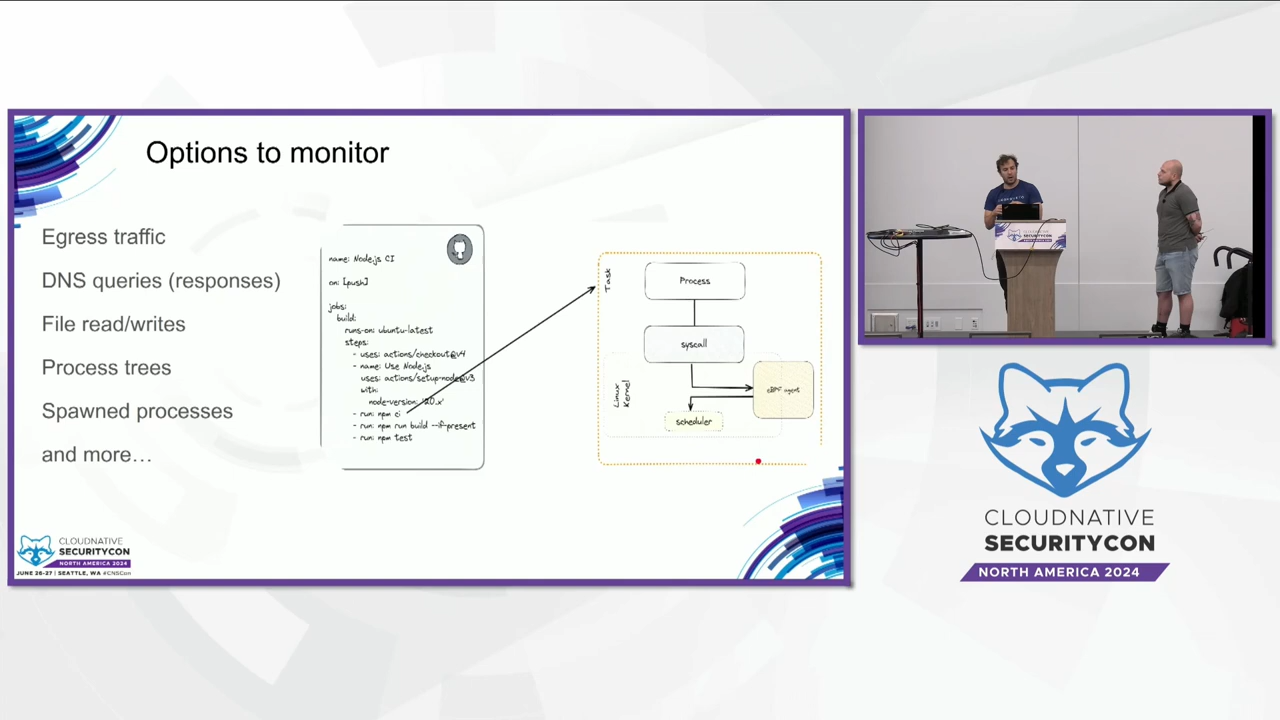 Options to monitor
Egress traffic
DNS queries (responses)
File read/writes
Process trees
Spawned processes
and more…
name: Node.js CI
on: [push]
jobs:
build:
runs-on: ubuntu-latest
steps:
- uses: actions/checkout@v4
- name: Use Node.js
uses: actions/setup-node@v3
with:
node-version: '20.x'
- run: npm ci
- run: npm run build --if-present
- run: npm test
Task
Process
syscall
Linux
Kernel
eBPF agent
scheduler
CLOUDNATIVE
SECURITYCON
NORTH AMERICA 2024
JUNE 26-27 | SEATTLE, WA #CNSCon
CLOUDNATIVE
SECURITYCON
NORTH AMERICA 2024